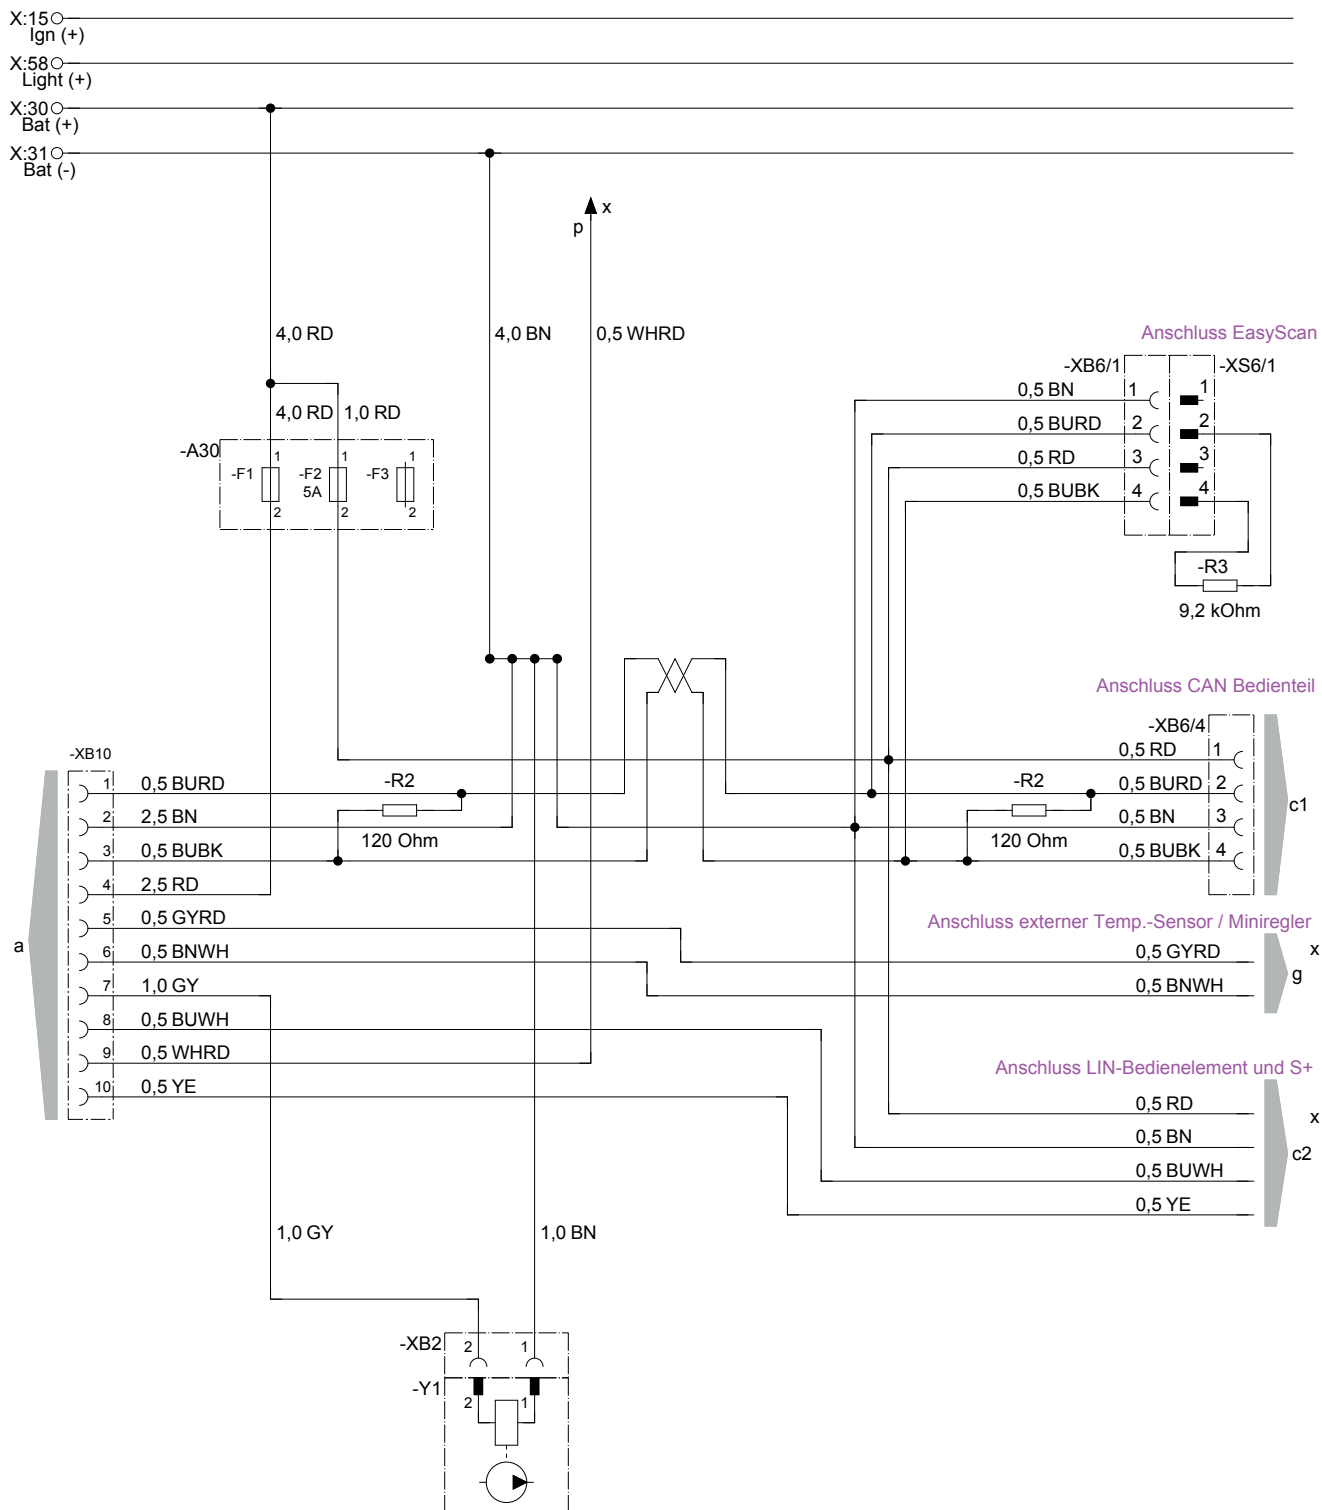 X:15
Ign (+)
X:58
Light (+)
X:30
Bat (+)
X:31
Bat (-)
x
p
4,0 RD
4,0 BN
0,5 WHRD
Anschluss EasyScan
-XB6/1
-XS6/1
0,5 BN
1
1
0,5 BURD
2
2
0,5 RD
3
3
0,5 BUBK
4
4
-R3
9,2 kOhm
4,0 RD
1,0 RD
-A30
1
1
1
-F1
-F2
5A
-F3
2
2
2
Anschluss CAN Bedienteil
-XB6/4
0,5 RD
1
0,5 BURD
2
0,5 BN
3
0,5 BUBK
4
c1
-R2
120 Ohm
-R2
120 Ohm
-XB10
1
0,5 BURD
2
2,5 BN
3
0,5 BUBK
4
2,5 RD
5
0,5 GYRD
6
0,5 BNWH
7
1,0 GY
8
0,5 BUWH
9
0,5 WHRD
10
0,5 YE
a
Anschluss externer Temp.-Sensor / Miniregler
0,5 GYRD
x
0,5 BNWH
g
Anschluss LIN-Bedienelement und S+
0,5 RD
x
0,5 BN
c2
0,5 BUWH
0,5 YE
1,0 GY
1,0 BN
-XB2
2
1
-Y1
2
1